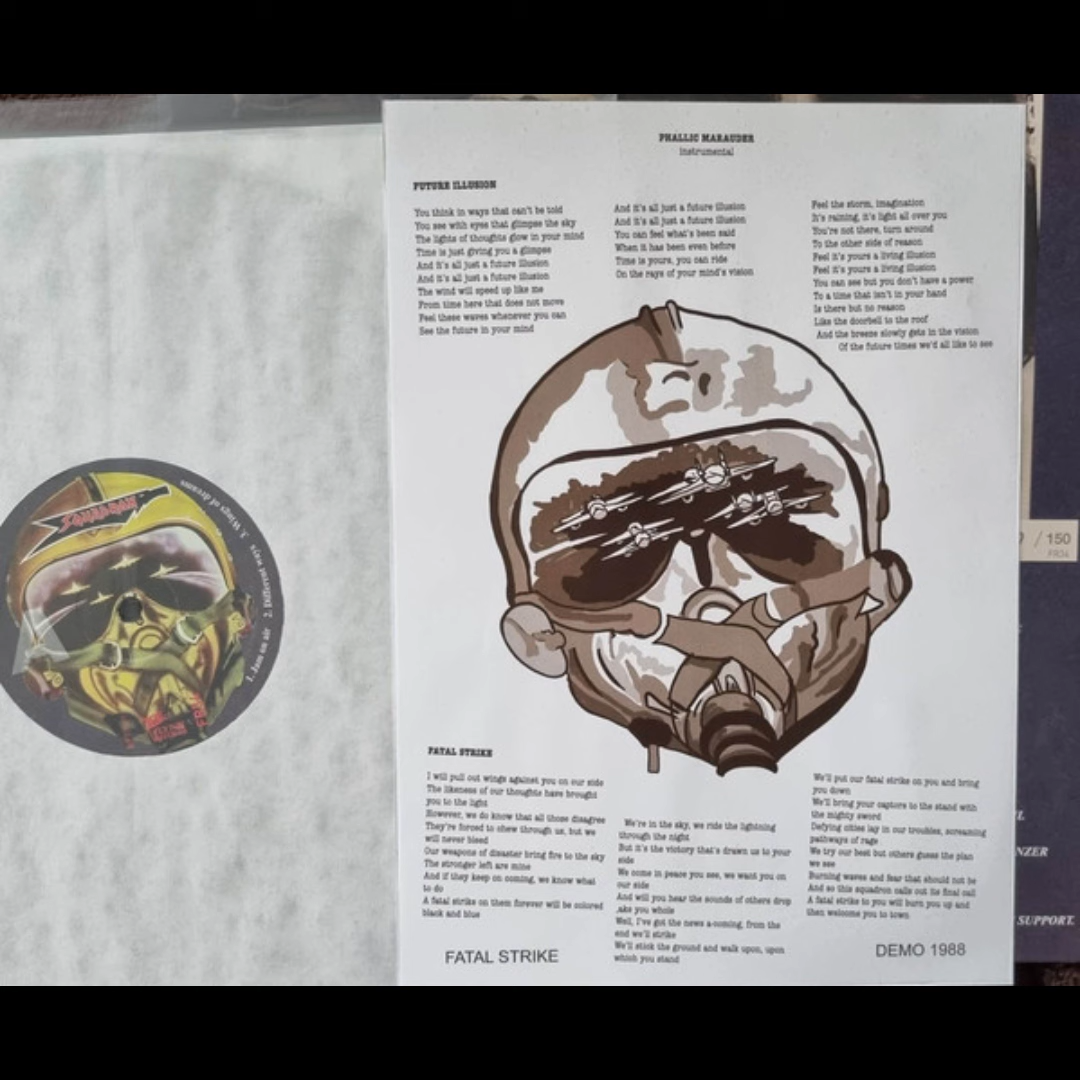 PHALLIC MARAUDER
instrumental
FUTURE ILLUSION
You think in ways that can't be told
You see with eyes that glimpse the sky
The lights of thoughts glow in your mind
Time is just giving you a glimpse
And it's all just a future illusion
And it's all just a future illusion
The wind will speed up like me
From time here that does not move
Feel these waves whenever you can
See the future in your mind
And it's all just a future illusion
And it's all just a future illusion
You can feel what's been said
When it has been even before
Time is yours, you can ride
On the rays of your mind's vision
Feel the storm, imagination
It's raining, it's light all over you
You're not there, turn around
To the other side of reason
Feel it's yours a living illusion
Feel it's yours a living illusion
You can see but you don't have a power
To a time that isn't in your hand
Is there but no reason
Like the doorbell to the roof
And the breeze slowly gets in the vision
Of the future times we'd all like to see
SQUADRON
1. Jam on air 2. Different ways 3. Wings of dreams
/ 150
FR34
FATAL STRIKE
I will pull out wings against you on our side
The likeness of our thoughts have brought
you to the light
However, we do know that all those disagree
They're forced to chew through us, but we
will never bleed
Our weapons of disaster bring fire to the sky
The stronger left are mine
And if they keep on coming, we know what
to do
A fatal strike on them forever will be colored
black and blue
We're in the sky, we ride the lightning
through the night
But it's the victory that's drawn us to your
side
We come in peace you see, we want you on
our side
And will you hear the sounds of others drop
,ake you whole
Well, I've got the news a-coming, from the
end we'll strike
We'll stick the ground and walk upon, upon
which you stand
We'll put our fatal strike on you and bring
you down
We'll bring your captors to the stand with
the mighty sword
Defying cities lay in our troubles, screaming
pathways of rage
We try our best but others guess the plan
we see
Burning waves and fear that should not be
And so this squadron calls out its final call
A fatal strike to you will burn you up and
then welcome you to town
FATAL STRIKE
DEMO 1988
NZER
SUPPORT.